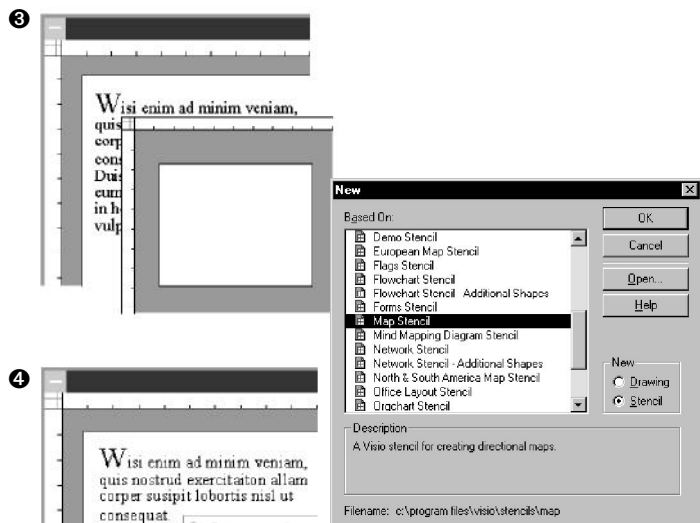 ❸
Wisi enim ad minim veniam,
quis
corp
cons
Duis
eum
in h
vulp
New
Based On:
Demo Stencil
European Map Stencil
Flags Stencil
Flowchart Stencil
Flowchart Stencil - Additional Shapes
Forms Stencil
Map Stencil
Mind Mapping Diagram Stencil
Network Stencil
Network Stencil - Additional Shapes
North & South America Map Stencil
Office Layout Stencil
Orgchart Stencil
OK
Cancel
Open...
Help
New
Drawing
Stencil
Description
A Visio stencil for creating directional maps.
Filename: c:\program files\visio\stencils\map
❹
Wisi enim ad minim veniam,
quis nostrud exercitaiton allam
corper susipit lobortis nisl ut
consequat.